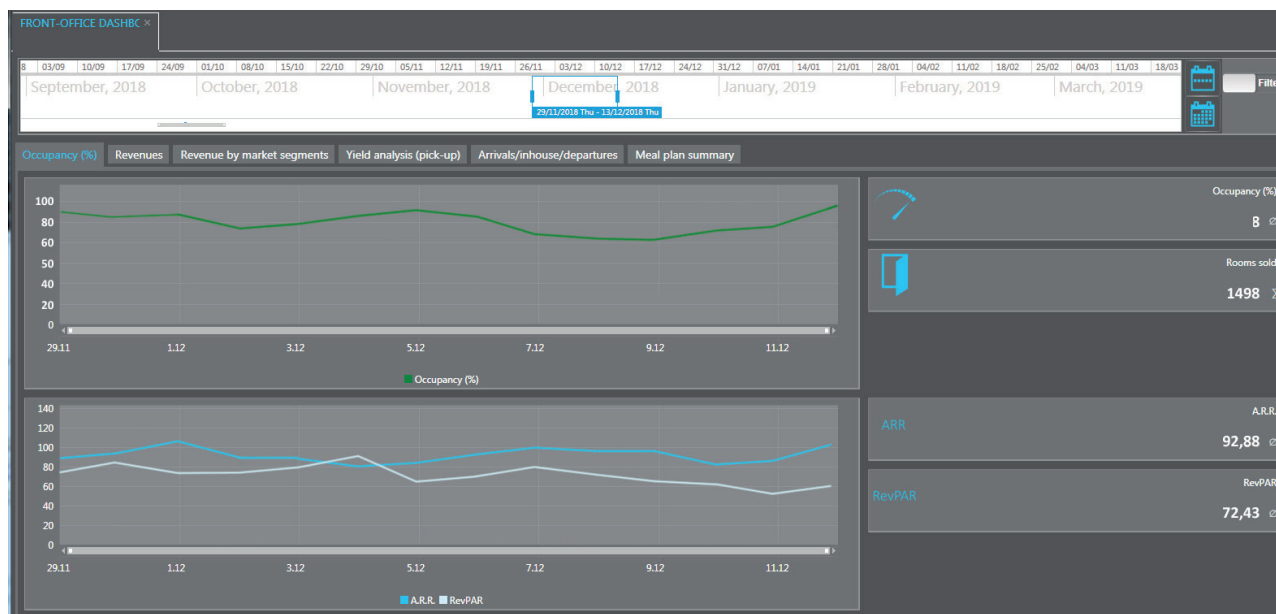 FRONT-OFFICE DASHBC ×
8 03/09 10/09 17/09 24/09 01/10 08/10 15/10 22/10 29/10 05/11 12/11 19/11 26/11 03/12 10/12 17/12 24/12 31/12 07/01 14/01 21/01 28/01 04/02 11/02 18/02 25/02 04/03 11/03 18/03
September, 2018 October, 2018 November, 2018 December, 2018 January, 2019 February, 2019 March, 2019
Filte
29/11/2018 Thu - 13/12/2018 Thu
Occupancy (%) Revenues Revenue by market segments Yield analysis (pick-up) Arrivals/inhouse/departures Meal plan summary
100
80
60
50
40
20
0
29.11 1.12 3.12 5.12 7.12 9.12 11.12
Occupancy (%)
Occupancy (%)
8 ⌀
Rooms sold
1498 Σ
140
120
100
80
60
40
20
0
29.11 1.12 3.12 5.12 7.12 9.12 11.12
A.R.R. RevPAR
ARR
A.R.R.
92,88 ⌀
RevPAR
RevPAR
72,43 ⌀